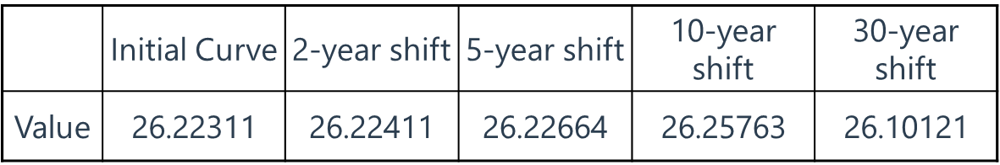 Initial Curve 2-year shift 5-year shift 10-year shift 30-year shift
Value 26.22311 26.22411 26.22664 26.25763 26.10121